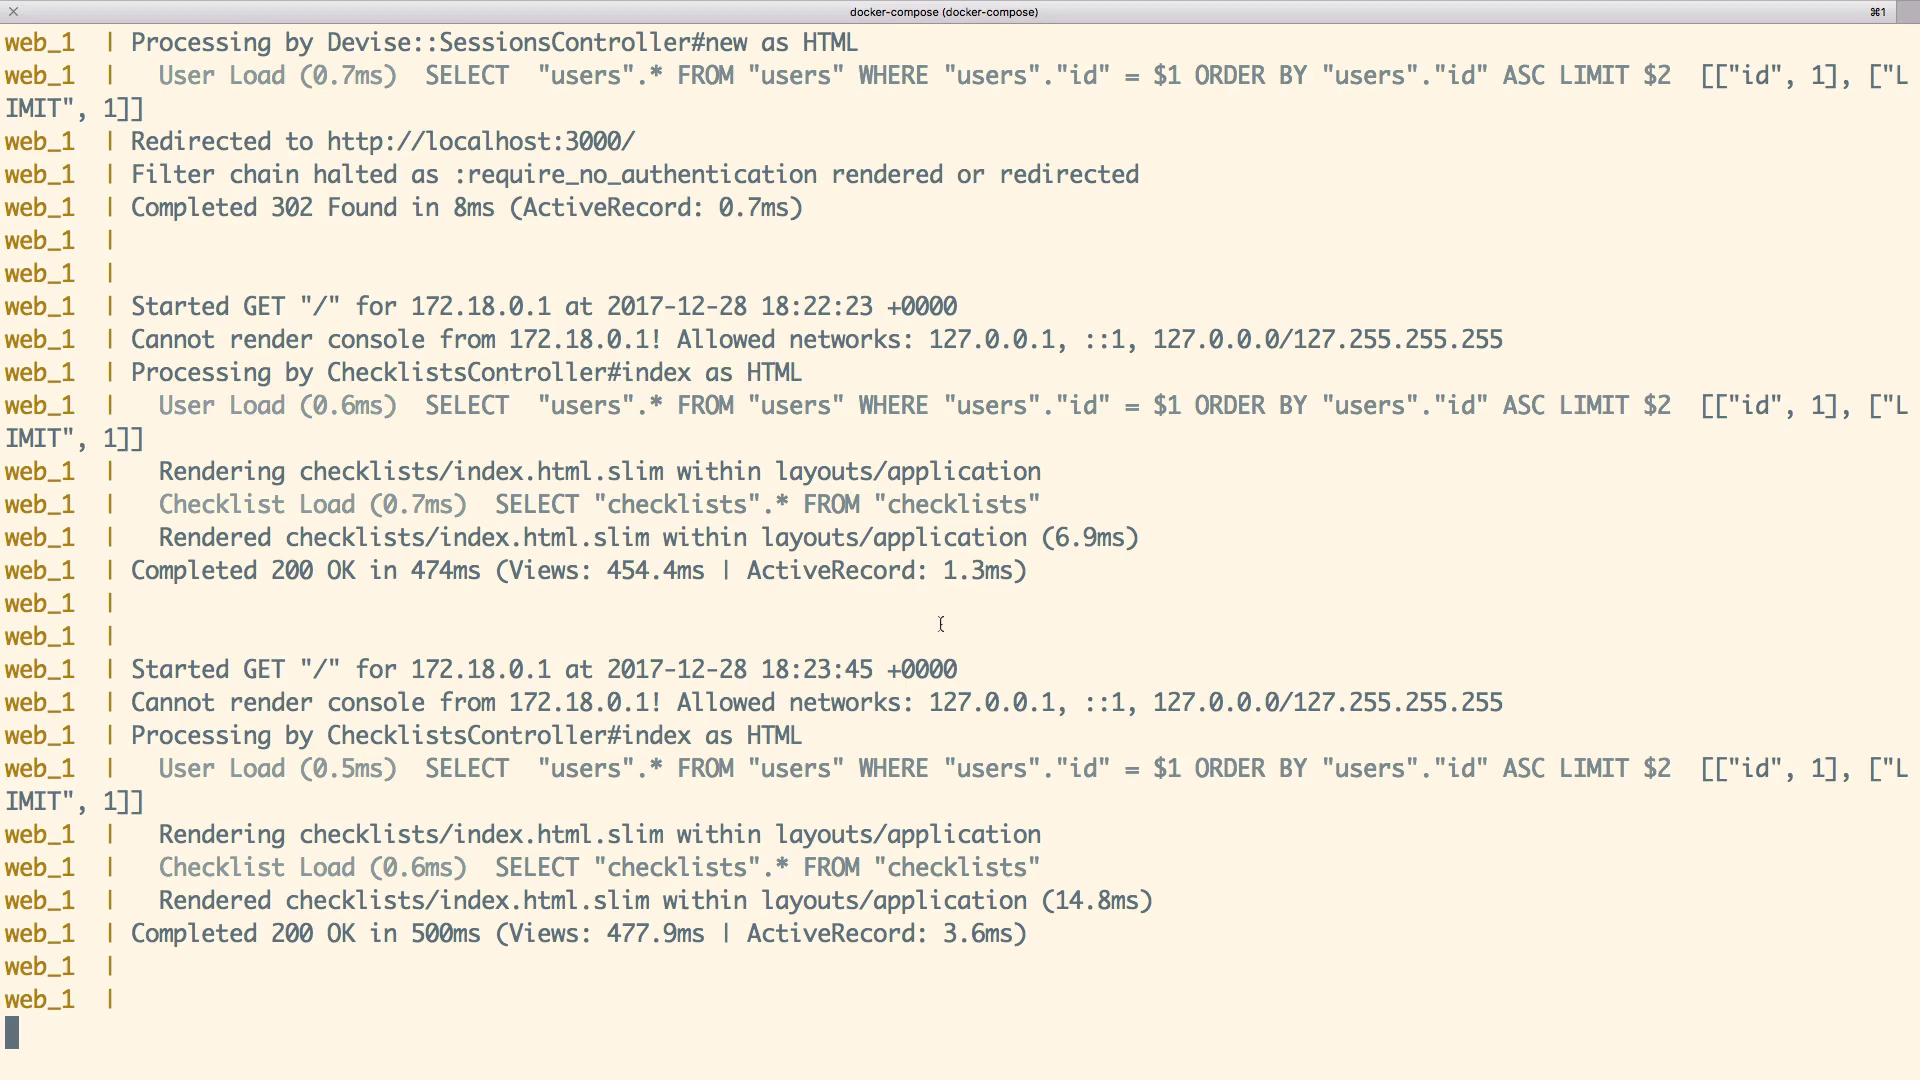 docker-compose (docker-compose)
⌘1
web_1  | Processing by Devise::SessionsController#new as HTML
web_1  |   User Load (0.7ms)  SELECT  "users".* FROM "users" WHERE "users"."id" = $1 ORDER BY "users"."id" ASC LIMIT $2  [["id", 1], ["L
IMIT", 1]]
web_1  | Redirected to http://localhost:3000/
web_1  | Filter chain halted as :require_no_authentication rendered or redirected
web_1  | Completed 302 Found in 8ms (ActiveRecord: 0.7ms)
web_1  |
web_1  |
web_1  | Started GET "/" for 172.18.0.1 at 2017-12-28 18:22:23 +0000
web_1  | Cannot render console from 172.18.0.1! Allowed networks: 127.0.0.1, ::1, 127.0.0.0/127.255.255.255
web_1  | Processing by ChecklistsController#index as HTML
web_1  |   User Load (0.6ms)  SELECT  "users".* FROM "users" WHERE "users"."id" = $1 ORDER BY "users"."id" ASC LIMIT $2  [["id", 1], ["L
IMIT", 1]]
web_1  |   Rendering checklists/index.html.slim within layouts/application
web_1  |   Checklist Load (0.7ms)  SELECT "checklists".* FROM "checklists"
web_1  |   Rendered checklists/index.html.slim within layouts/application (6.9ms)
web_1  | Completed 200 OK in 474ms (Views: 454.4ms | ActiveRecord: 1.3ms)
web_1  |
web_1  |
web_1  | Started GET "/" for 172.18.0.1 at 2017-12-28 18:23:45 +0000
web_1  | Cannot render console from 172.18.0.1! Allowed networks: 127.0.0.1, ::1, 127.0.0.0/127.255.255.255
web_1  | Processing by ChecklistsController#index as HTML
web_1  |   User Load (0.5ms)  SELECT  "users".* FROM "users" WHERE "users"."id" = $1 ORDER BY "users"."id" ASC LIMIT $2  [["id", 1], ["L
IMIT", 1]]
web_1  |   Rendering checklists/index.html.slim within layouts/application
web_1  |   Checklist Load (0.6ms)  SELECT "checklists".* FROM "checklists"
web_1  |   Rendered checklists/index.html.slim within layouts/application (14.8ms)
web_1  | Completed 200 OK in 500ms (Views: 477.9ms | ActiveRecord: 3.6ms)
web_1  |
web_1  |